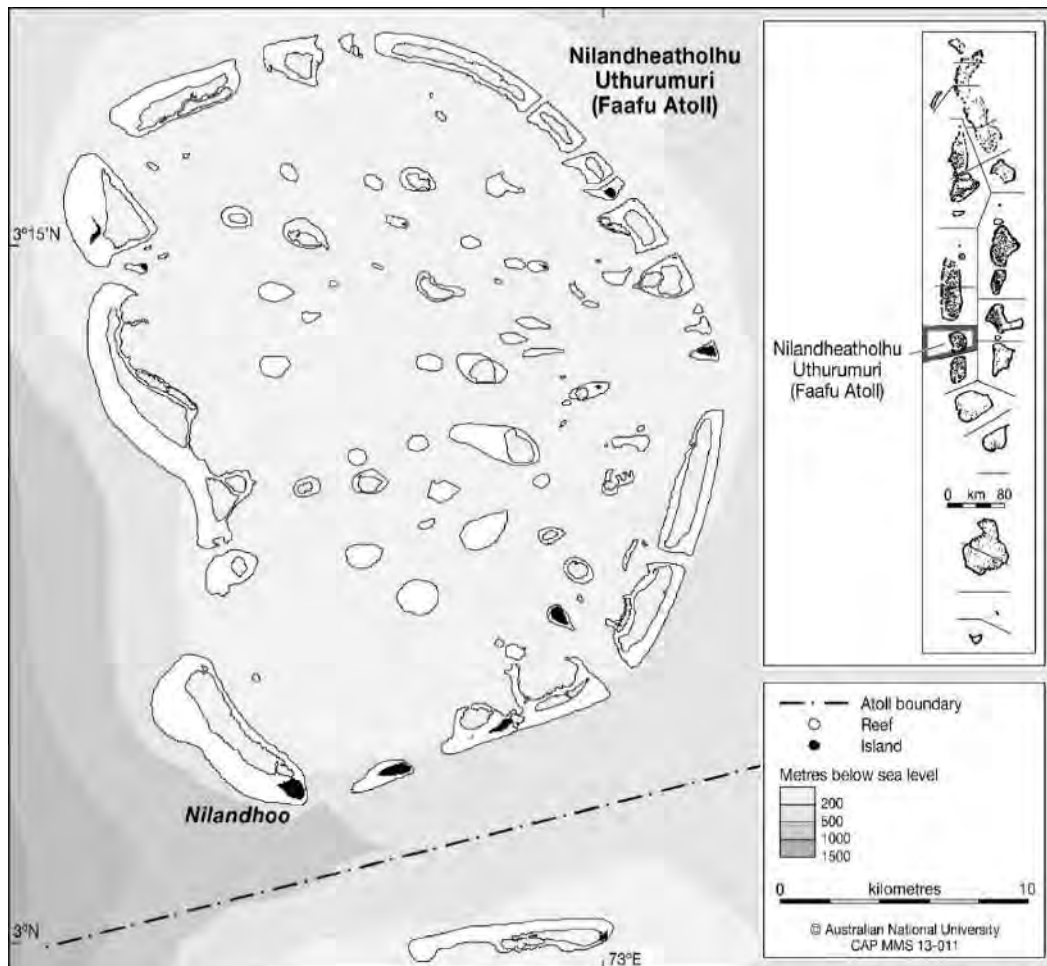 Nilandheatholhu
Uthurumuri
(Faafu Atoll)
3°15'N
Nilandhoo
3°N
73°E
Nilandheatholhu
Uthurumuri
(Faafu Atoll)
0 km 80
Atoll boundary
Reef
Island
Metres below sea level
200
500
1000
1500
0 kilometres 10
© Australian National University
CAP MMS 13-011